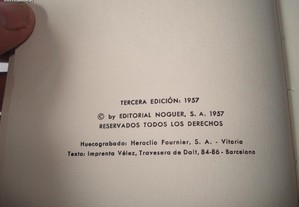 TERCERA EDICIÓN: 1957
© by EDITORIAL NOGUER, S. A. 1957
RESERVADOS TODOS LOS DERECHOS
Huecograbado: Heraclio Fournier, S. A. - Vitoria
Texto: Imprenta Vélez, Travesera de Dalt, 84-86 - Barcelona